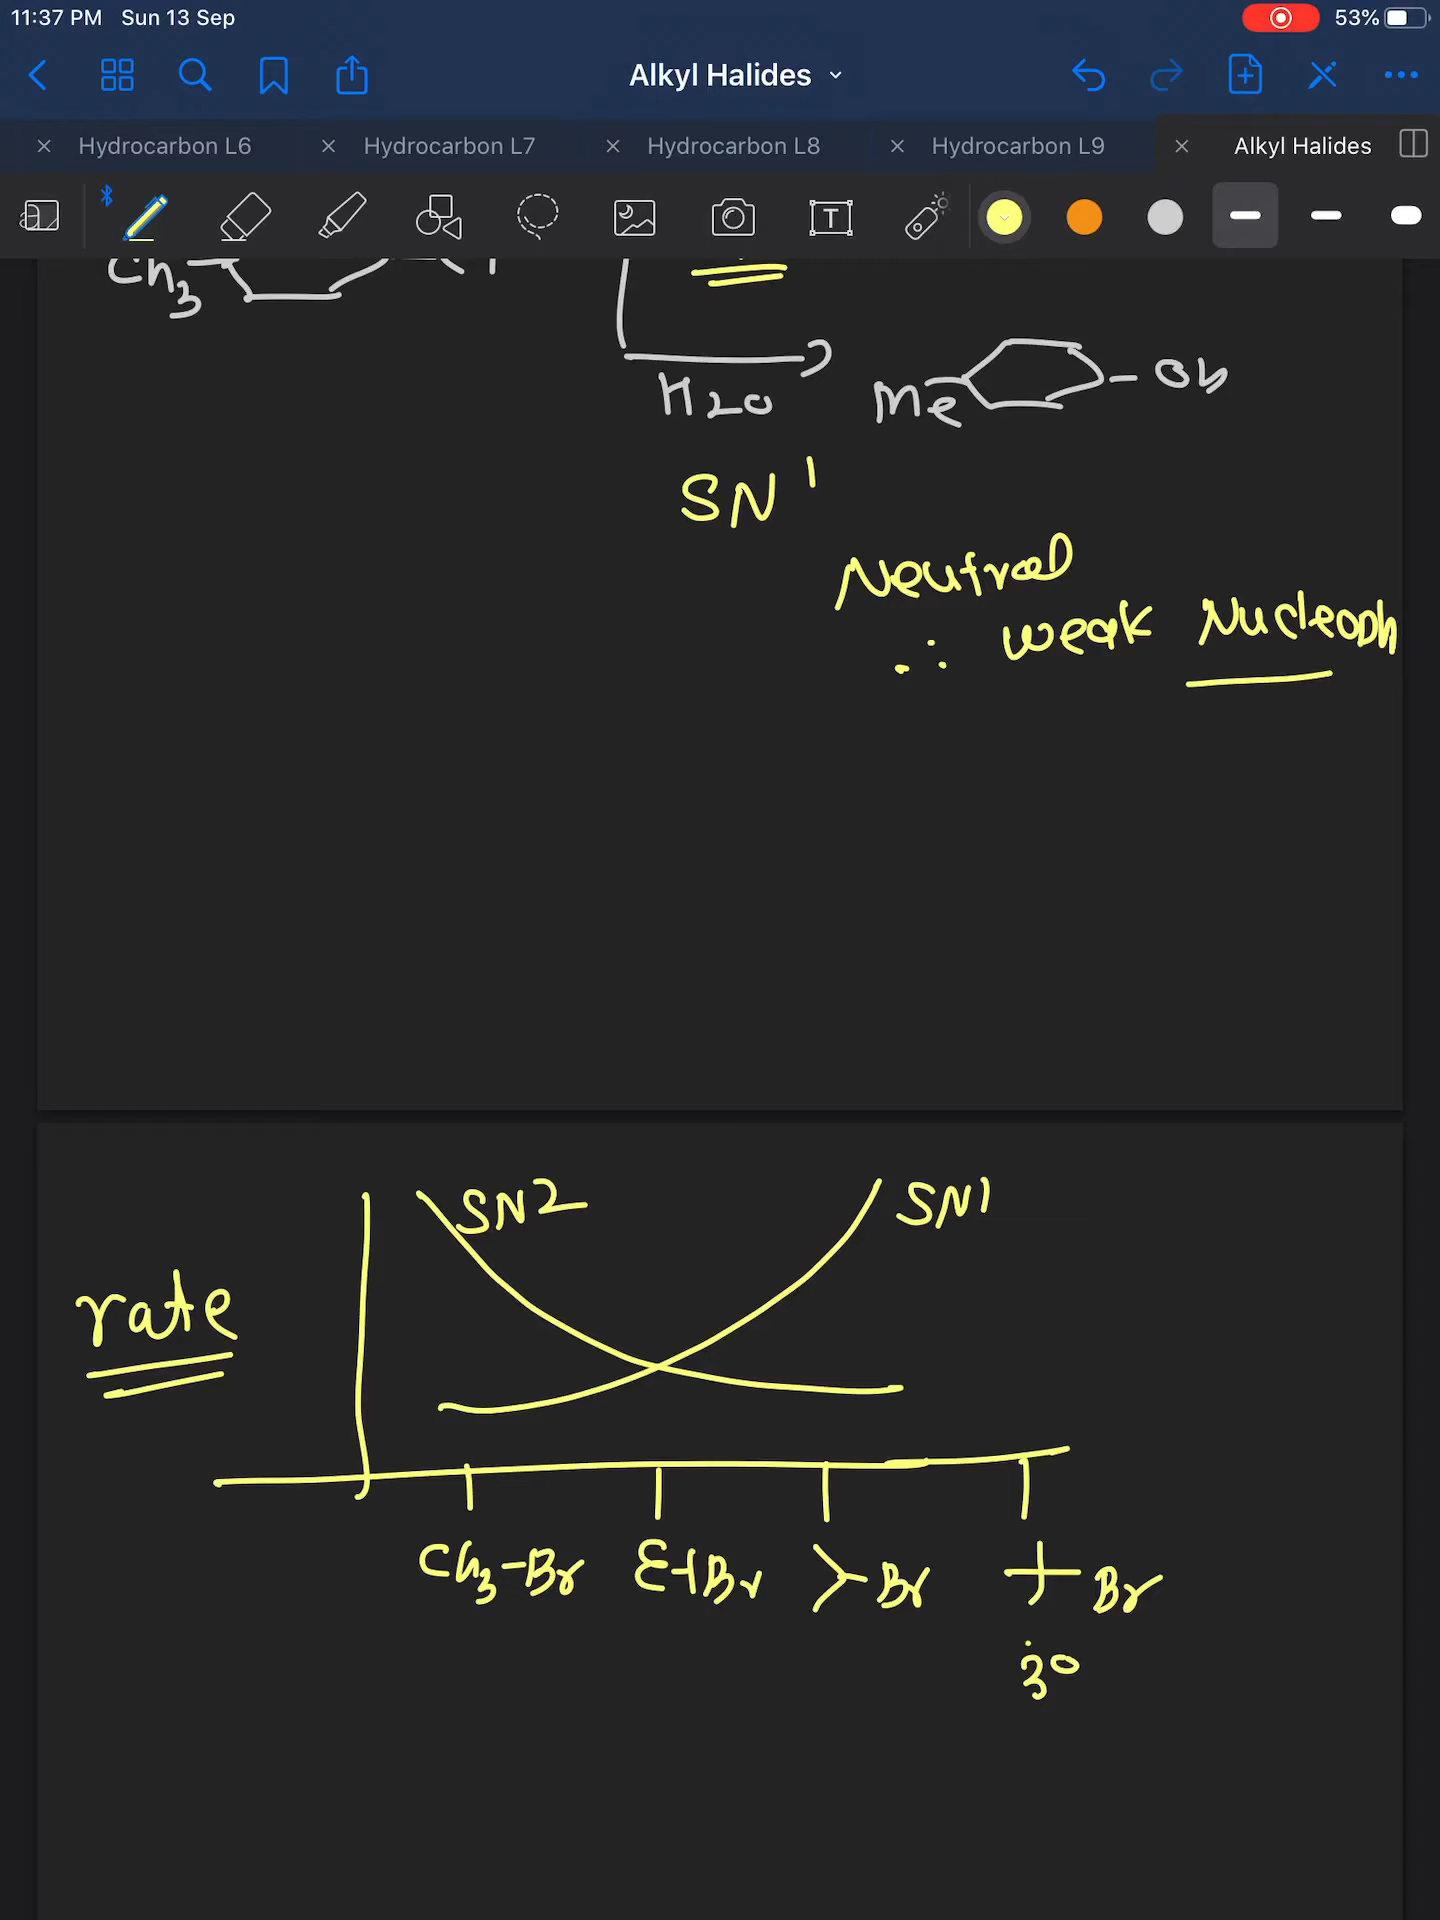 11:37 PM Sun 13 Sep 53%
Alkyl Halides
Hydrocarbon L6 Hydrocarbon L7 Hydrocarbon L8 Hydrocarbon L9 Alkyl Halides
a T
CH3
H2O Me -OH
SN1
Neutral
∴ weak Nucleoph
SN2 SN1
rate
CH3-Br Et Br Br Br
3°